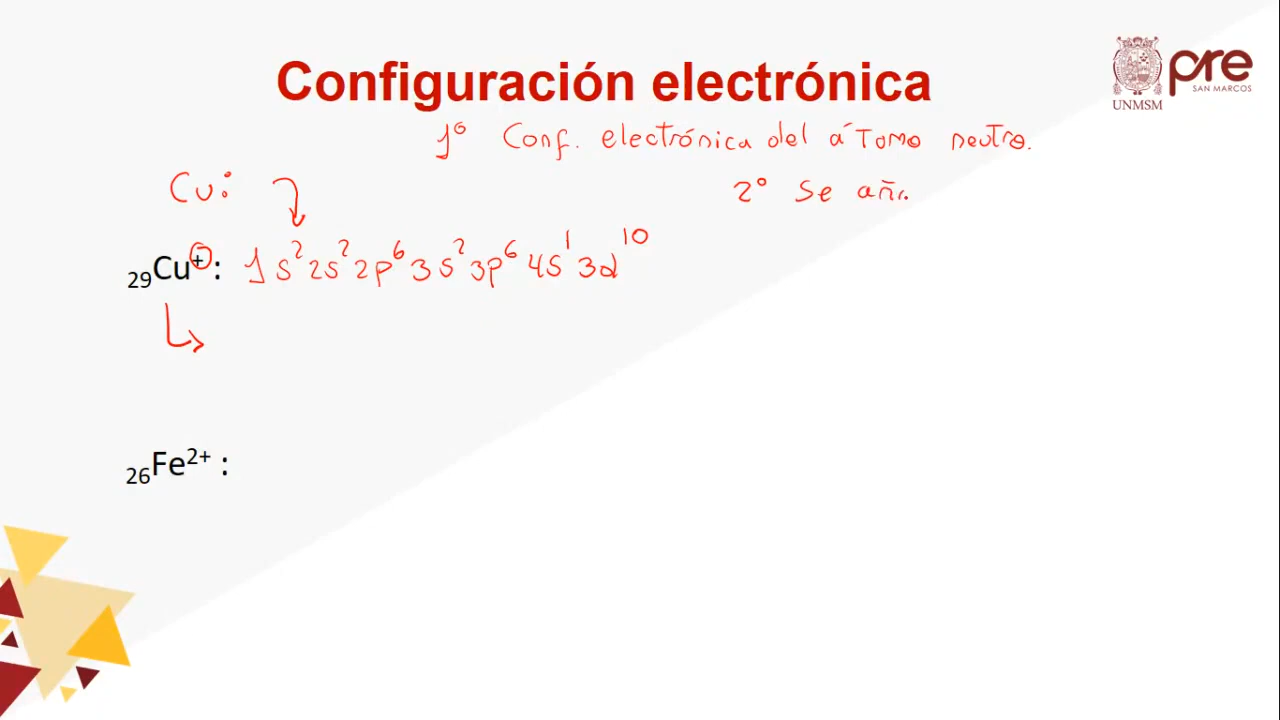 Configuración electrónica
pre
SAN MARCOS
UNMSM
1° Conf. electrónica del átomo neutro.
2° Se aña.
Cu:
₂₉Cu⁺: 1s² 2s² 2p⁶ 3s² 3p⁶ 4s¹ 3d¹⁰
₂₆Fe²⁺ :